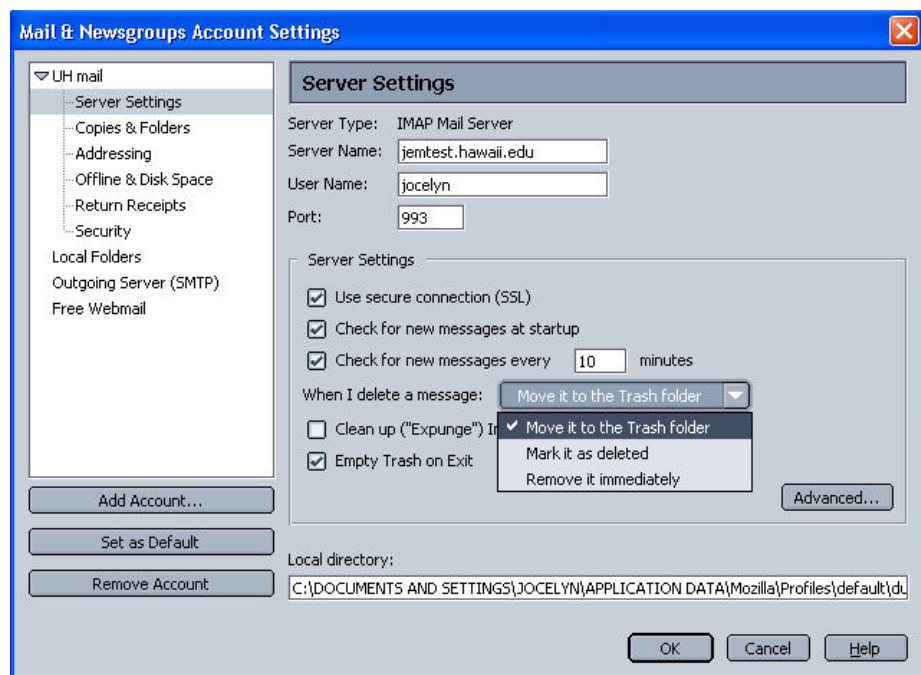 Mail & Newsgroups Account Settings
UH mail
Server Settings
Copies & Folders
Addressing
Offline & Disk Space
Return Receipts
Security
Local Folders
Outgoing Server (SMTP)
Free Webmail
Add Account...
Set as Default
Remove Account
Server Settings
Server Type: IMAP Mail Server
Server Name: jemtest.hawaii.edu
User Name: jocelyn
Port: 993
Server Settings
Use secure connection (SSL)
Check for new messages at startup
Check for new messages every 10 minutes
When I delete a message: Move it to the Trash folder
Move it to the Trash folder
Mark it as deleted
Remove it immediately
Clean up ("Expunge")
Empty Trash on Exit
Advanced...
Local directory:
C:\DOCUMENTS AND SETTINGS\JOCELYN\APPLICATION DATA\Mozilla\Profiles\default\du
OK Cancel Help